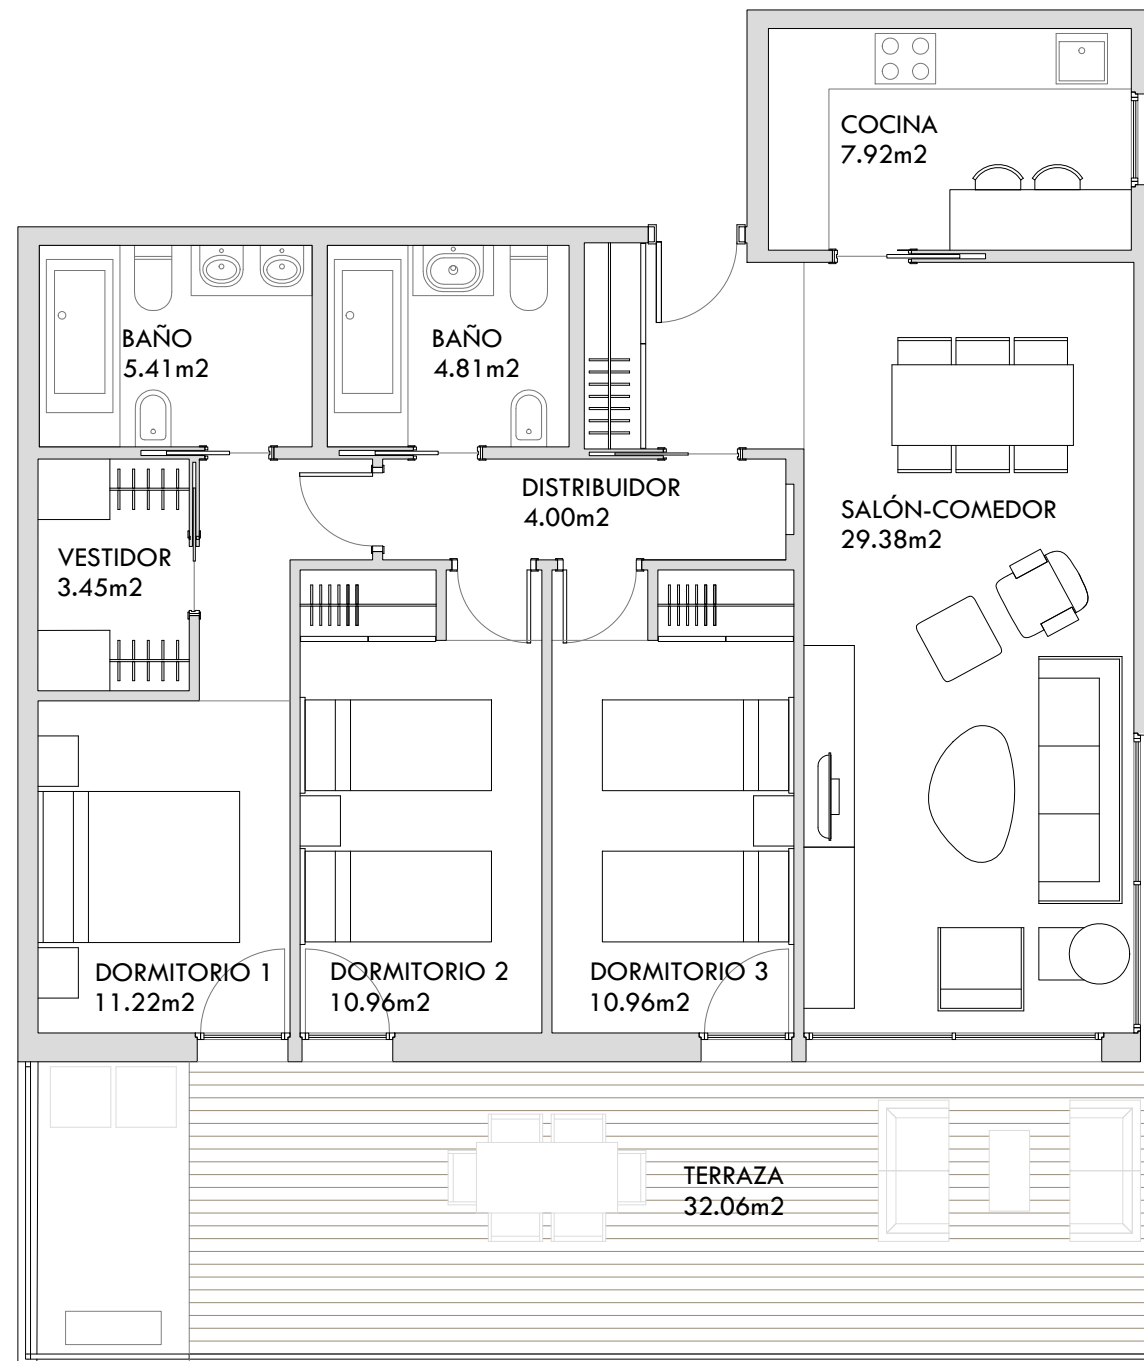 COCINA
7.92m2
BAÑO
5.41m2
BAÑO
4.81m2
DISTRIBUIDOR
4.00m2
SALÓN-COMEDOR
29.38m2
VESTIDOR
3.45m2
DORMITORIO 1
11.22m2
DORMITORIO 2
10.96m2
DORMITORIO 3
10.96m2
TERRAZA
32.06m2